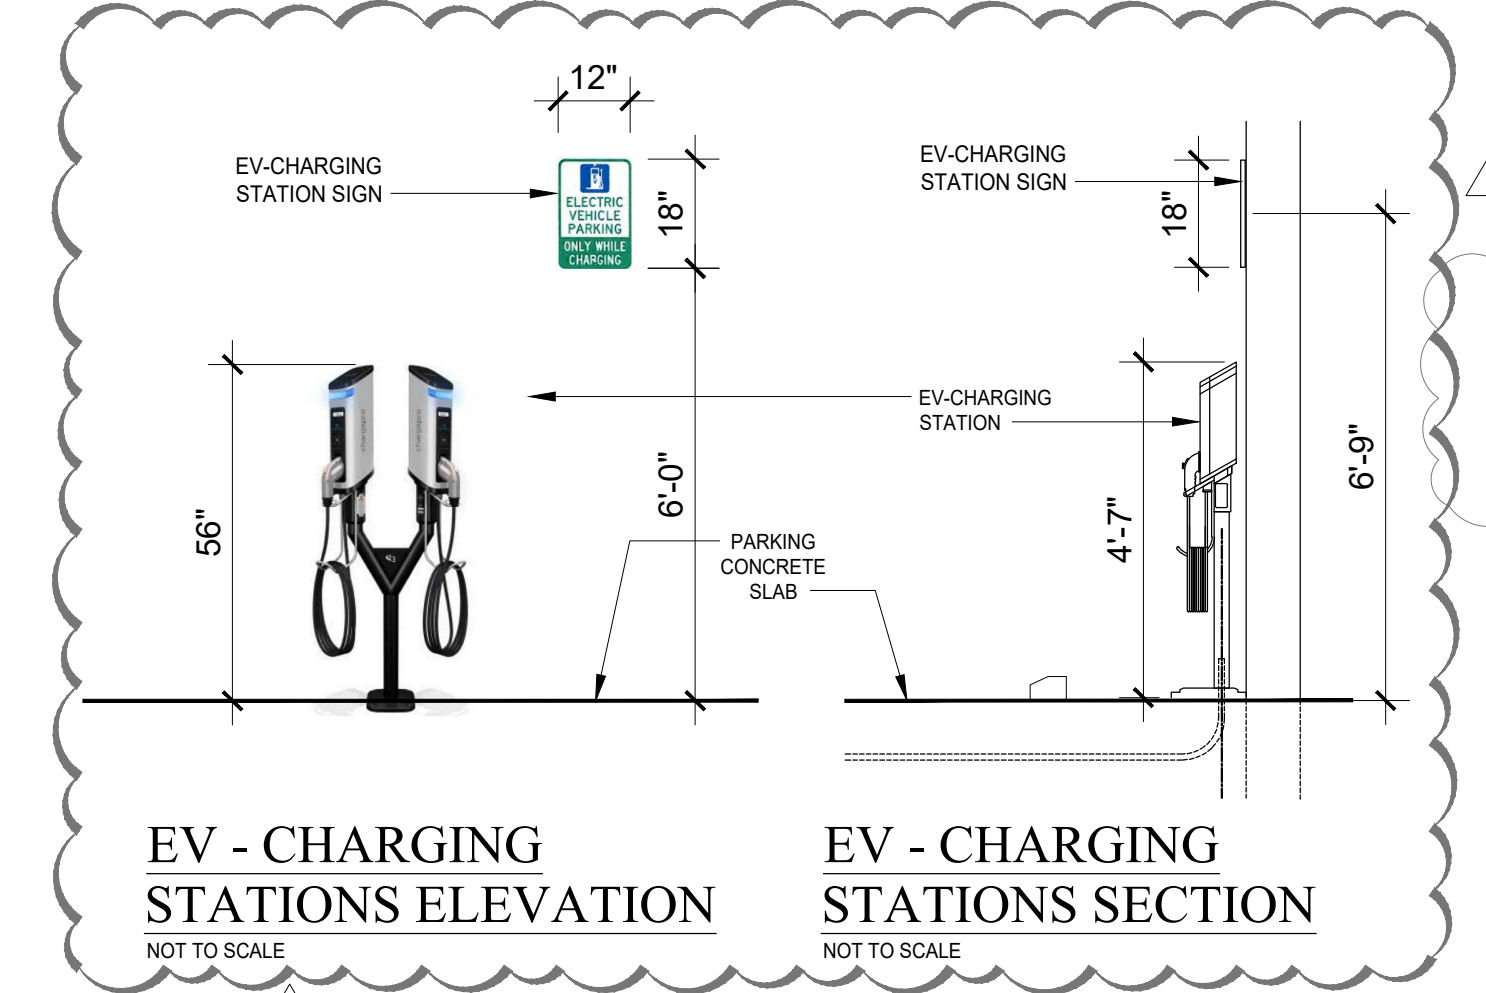 12"
EV-CHARGING
STATION SIGN
ELECTRIC
VEHICLE
PARKING
ONLY WHILE
CHARGING
18"
6'-0"
56"
chargepro
chargepro
EV-CHARGING
STATION SIGN
18"
EV-CHARGING
STATION
4'-7"
6'-9"
PARKING
CONCRETE
SLAB
EV - CHARGING
STATIONS ELEVATION
NOT TO SCALE
EV - CHARGING
STATIONS SECTION
NOT TO SCALE